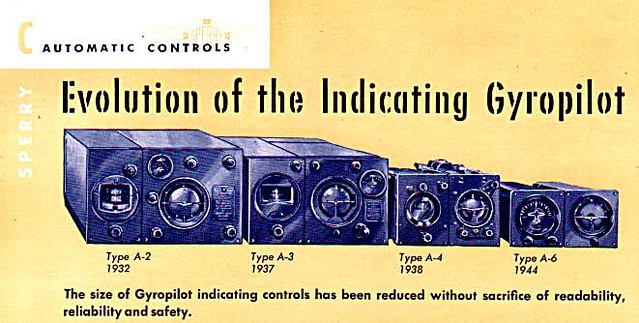 C AUTOMATIC CONTROLS
SPERRY
SPERRY
Evolution of the Indicating Gyropilot
Type A-2
1932
Type A-3
1937
Type A-4
1938
Type A-6
1944
The size of Gyropilot indicating controls has been reduced without sacrifice of readability,
reliability and safety.